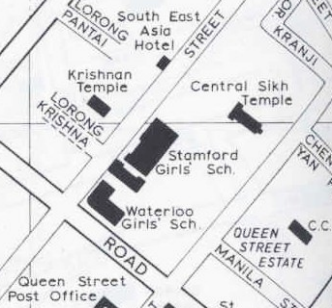 LORONG
PANTAI
South East
Asia
Hotel
STREET
KRANJI
Krishnan
Temple
Central Sikh
Temple
LORONG
KRISHNA
Stamford
Girls' Sch.
Waterloo
Girls' Sch.
ROAD
QUEEN
STREET
ESTATE
C.C.
MANILA
Queen Street
Post Office